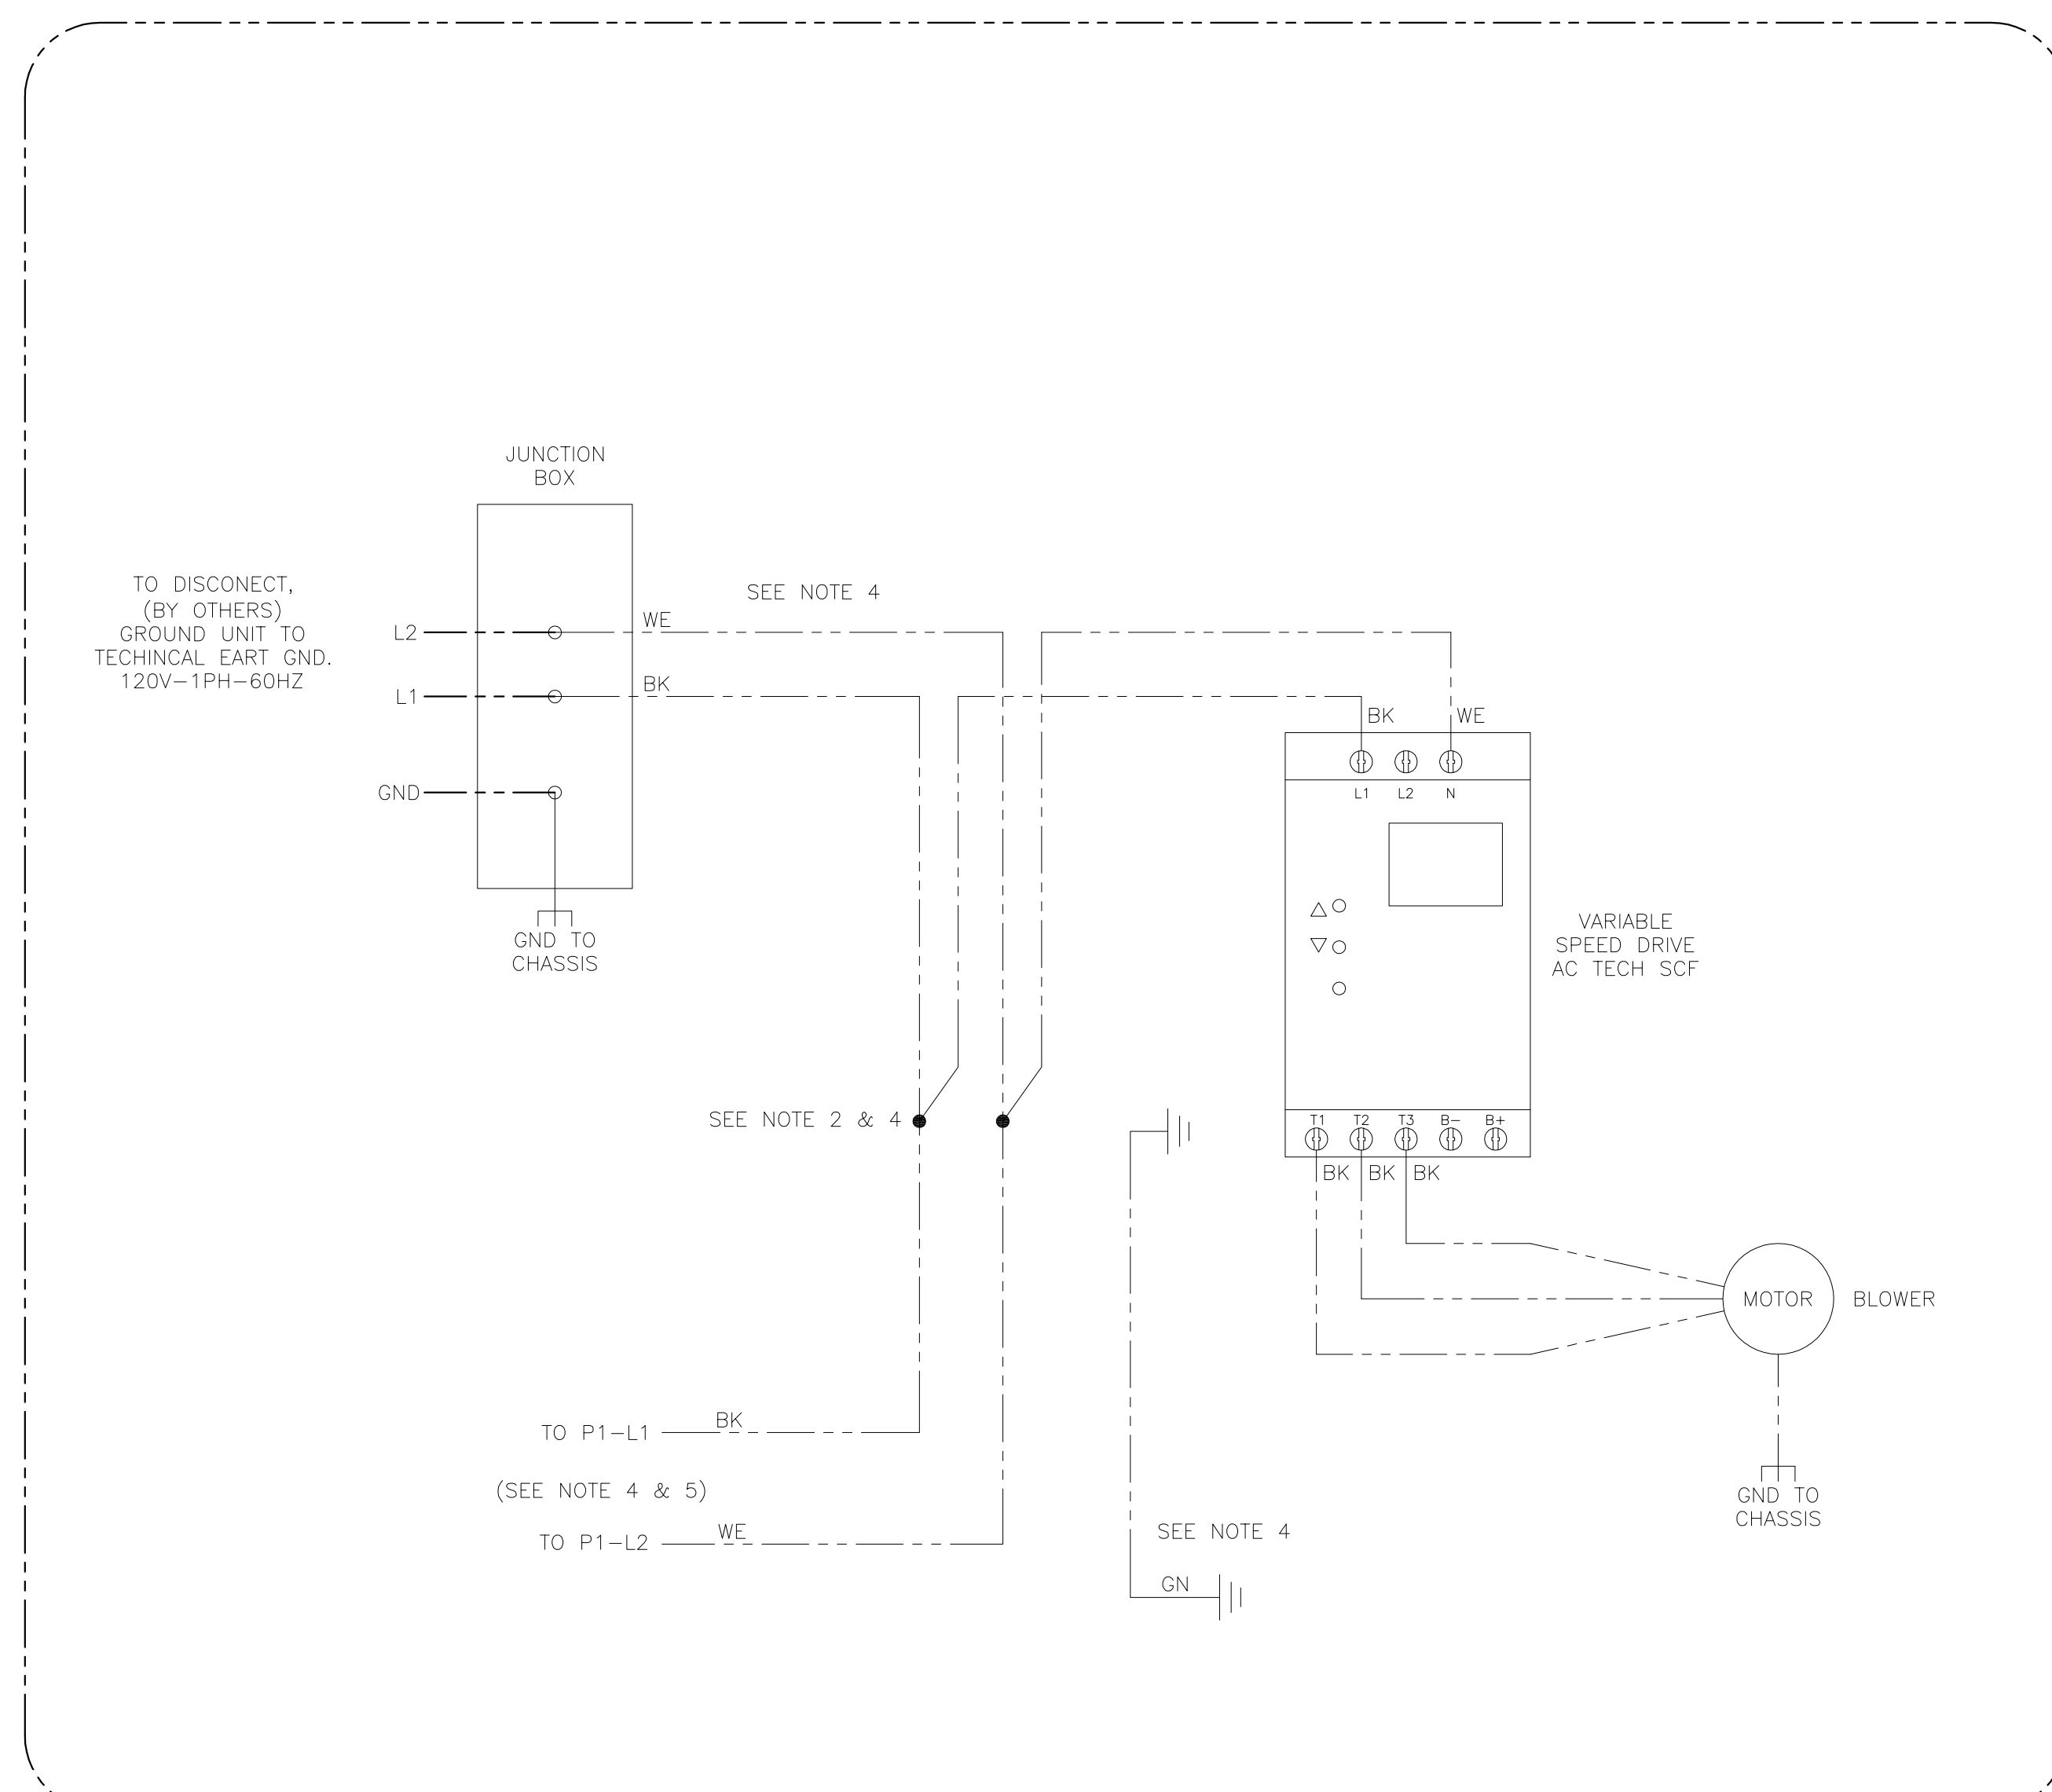 JUNCTION
BOX
TO DISCONECT,
(BY OTHERS)
GROUND UNIT TO
TECHINCAL EART GND.
120V-1PH-60HZ
L2
L1
GND
WE
BK
SEE NOTE 4
GND TO
CHASSIS
BK
WE
L1
L2
N
VARIABLE
SPEED DRIVE
AC TECH SCF
SEE NOTE 2 & 4
T1
T2
T3
B-
B+
BK
BK
BK
MOTOR
BLOWER
GND TO
CHASSIS
TO P1-L1
BK
(SEE NOTE 4 & 5)
TO P1-L2
WE
SEE NOTE 4
GN